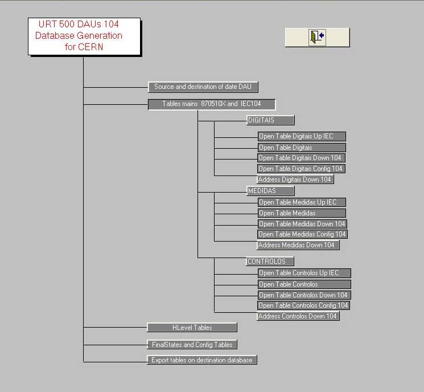 URT 500 DAUs 104
Database Generation
for CERN
Source and destination of date DAU
Tables mains 870510X and IEC104
DIGITAIS
Open Table Digitais Up IEC
Open Table Digitais
Open Table Digitais Down 104
Open Table Digitais Config 104
Address Digitais Down 104
MEDIDAS
Open Table Medidas Up IEC
Open Table Medidas
Open Table Medidas Down 104
Open Table Medidas Config 104
Address Medidas Down 104
CONTROLOS
Open Table Controlos Up IEC
Open Table Controlos
Open Table Controlos Down 104
Open Table Controlos Config 104
Address Controlos Down 104
HLevel Tables
FinalStates and Config Tables
Export tables on destination database